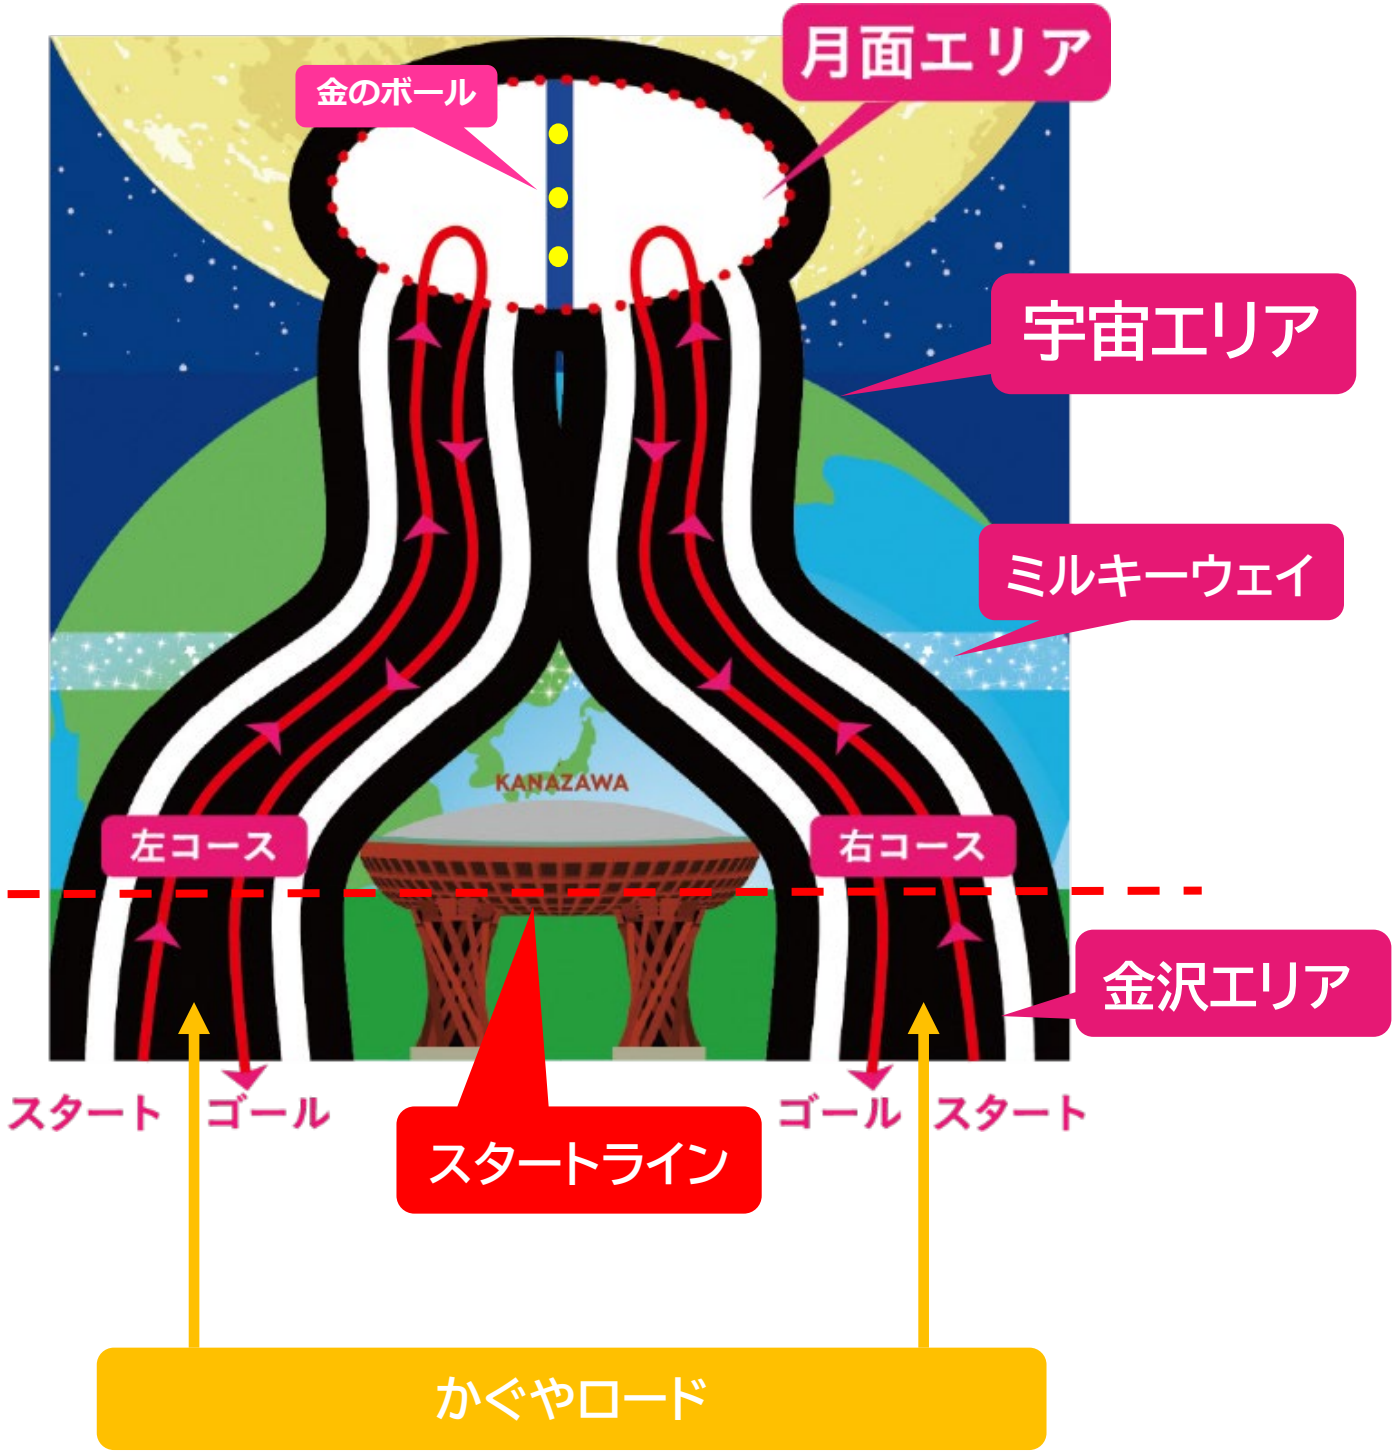 月面エリア
金のボール
宇宙エリア
ミルキーウェイ
KANAZAWA
左コース
右コース
金沢エリア
スタート
ゴール
ゴール
スタート
スタートライン
かぐやロード